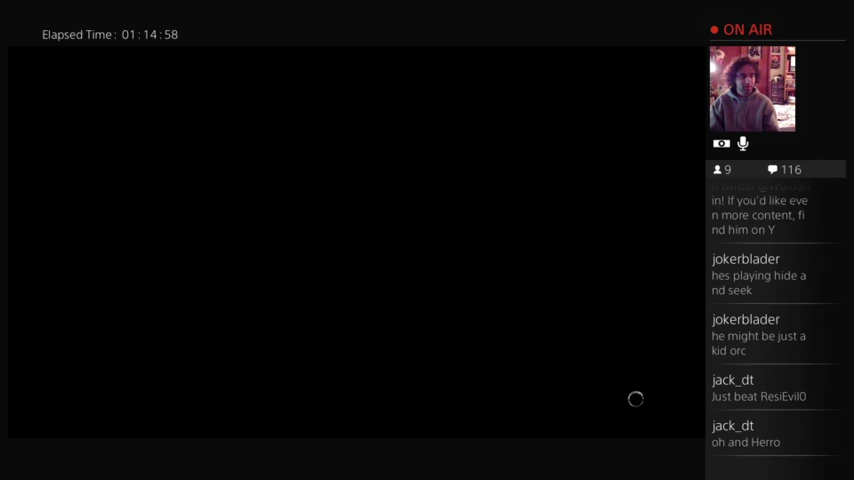 Elapsed Time: 01:14:58
ON AIR
9 116
in! If you'd like eve
n more content, fi
nd him on Y
jokerblader
hes playing hide a
nd seek
jokerblader
he might be just a
kid orc
jack_dt
Just beat ResiEvil0
jack_dt
oh and Herro